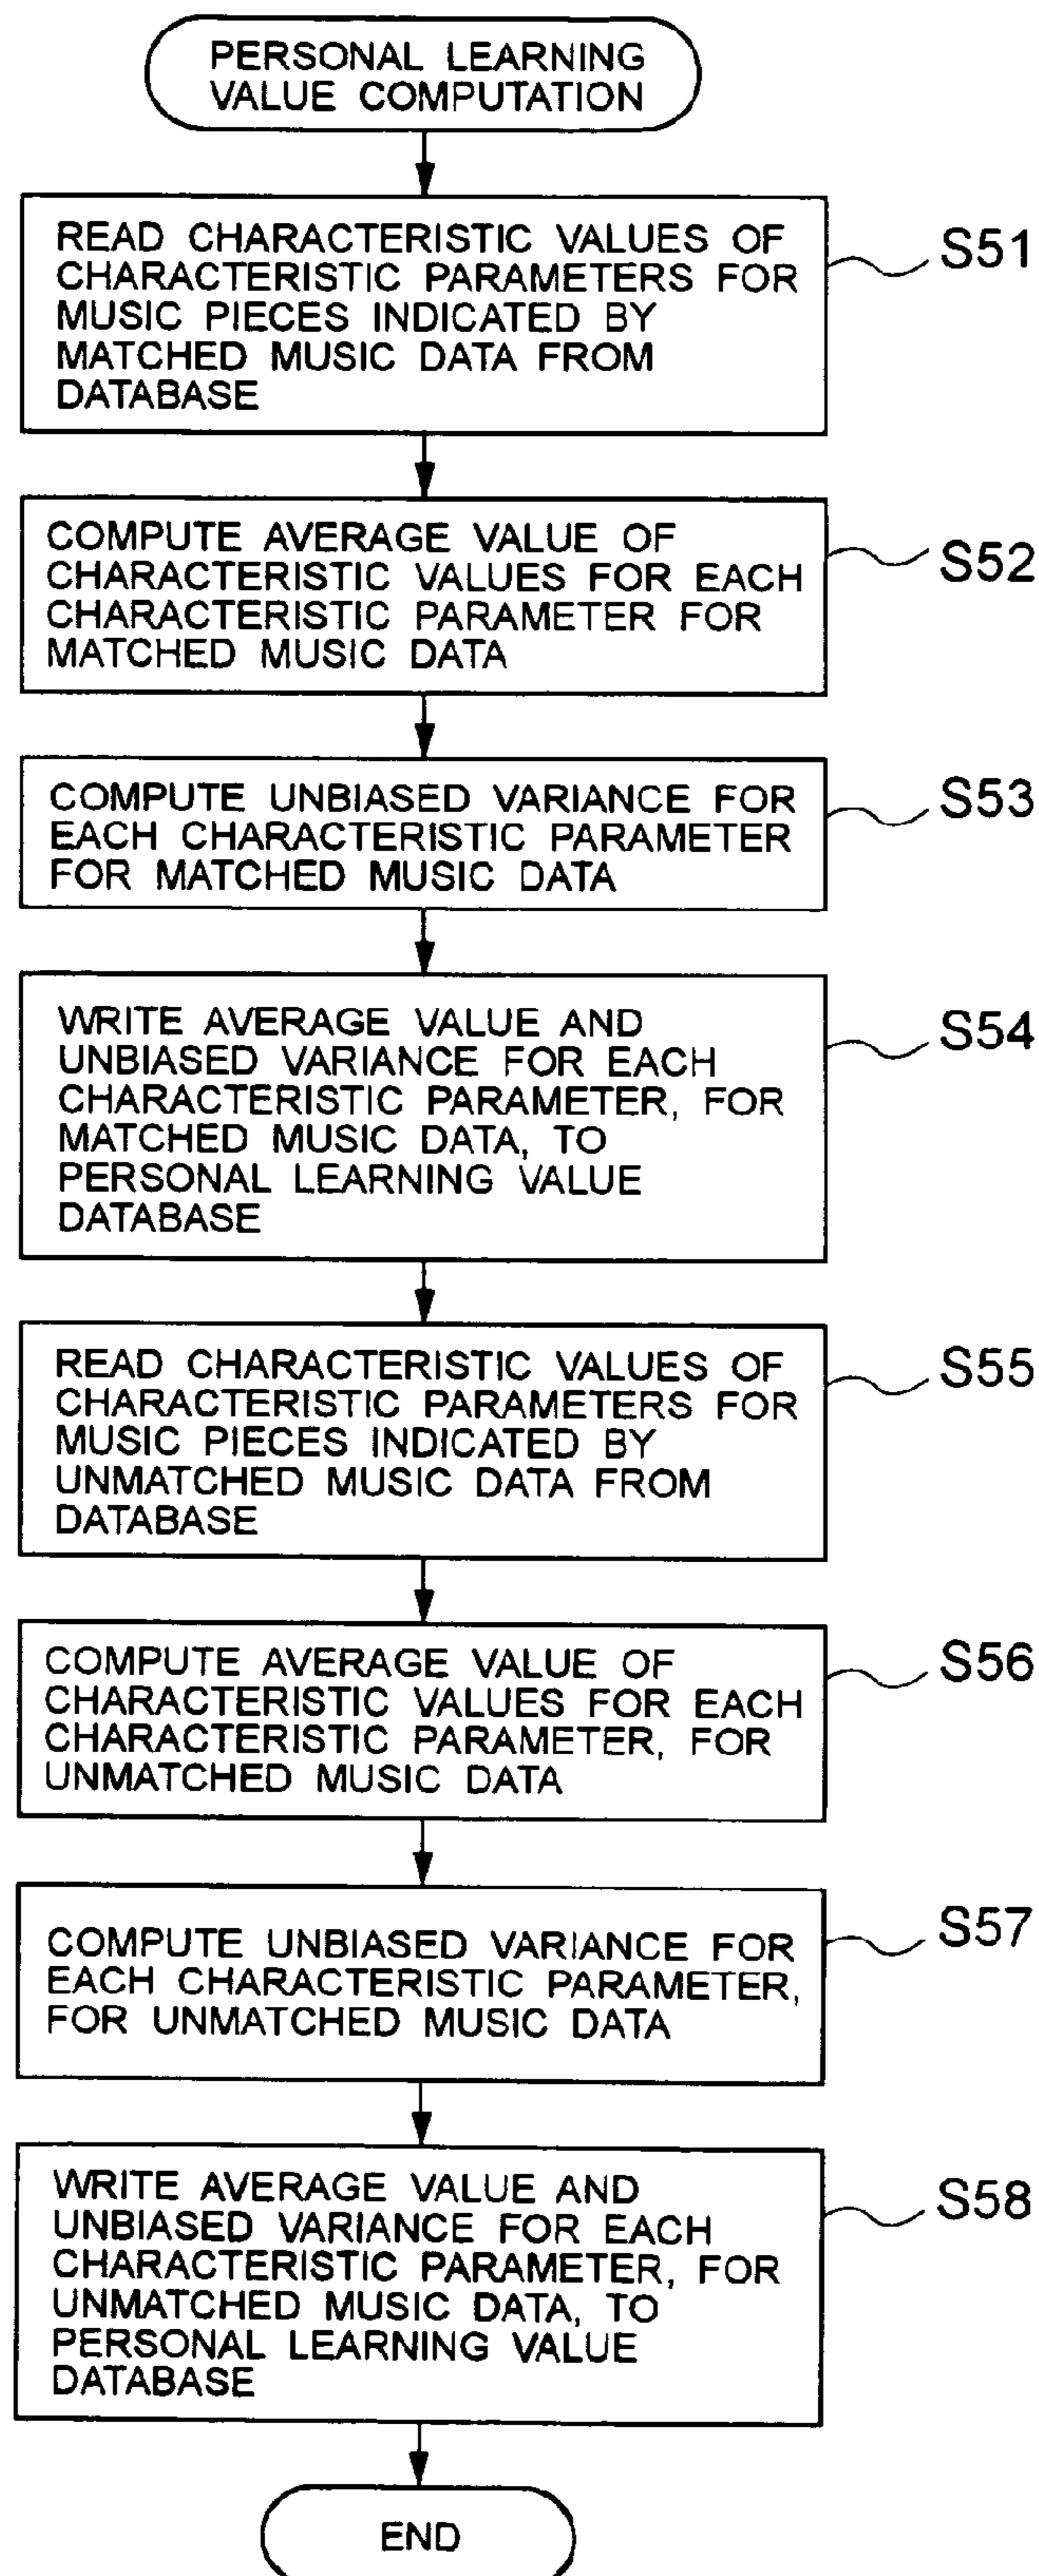 PERSONAL LEARNING
VALUE COMPUTATION
READ CHARACTERISTIC VALUES OF
CHARACTERISTIC PARAMETERS FOR
MUSIC PIECES INDICATED BY
MATCHED MUSIC DATA FROM
DATABASE
S51
COMPUTE AVERAGE VALUE OF
CHARACTERISTIC VALUES FOR EACH
CHARACTERISTIC PARAMETER FOR
MATCHED MUSIC DATA
S52
COMPUTE UNBIASED VARIANCE FOR
EACH CHARACTERISTIC PARAMETER
FOR MATCHED MUSIC DATA
S53
WRITE AVERAGE VALUE AND
UNBIASED VARIANCE FOR EACH
CHARACTERISTIC PARAMETER, FOR
MATCHED MUSIC DATA, TO
PERSONAL LEARNING VALUE
DATABASE
S54
READ CHARACTERISTIC VALUES OF
CHARACTERISTIC PARAMETERS FOR
MUSIC PIECES INDICATED BY
UNMATCHED MUSIC DATA FROM
DATABASE
S55
COMPUTE AVERAGE VALUE OF
CHARACTERISTIC VALUES FOR EACH
CHARACTERISTIC PARAMETER, FOR
UNMATCHED MUSIC DATA
S56
COMPUTE UNBIASED VARIANCE FOR
EACH CHARACTERISTIC PARAMETER,
FOR UNMATCHED MUSIC DATA
S57
WRITE AVERAGE VALUE AND
UNBIASED VARIANCE FOR EACH
CHARACTERISTIC PARAMETER, FOR
UNMATCHED MUSIC DATA, TO
PERSONAL LEARNING VALUE
DATABASE
S58
END